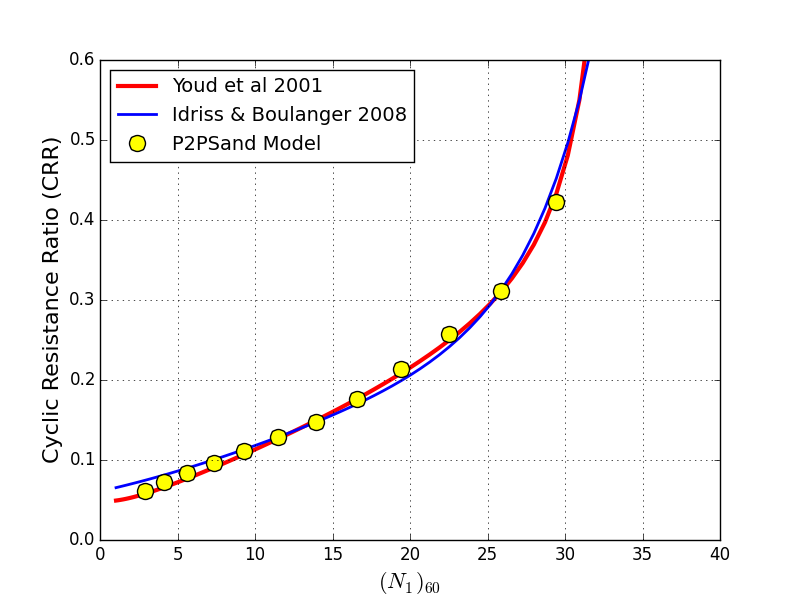 Youd et al 2001
Idriss & Boulanger 2008
P2PSand Model
Cyclic Resistance Ratio (CRR)
0.6
0.5
0.4
0.3
0.2
0.1
0.0
0 5 10 15 20 25 30 35 40
(N₁)₆₀